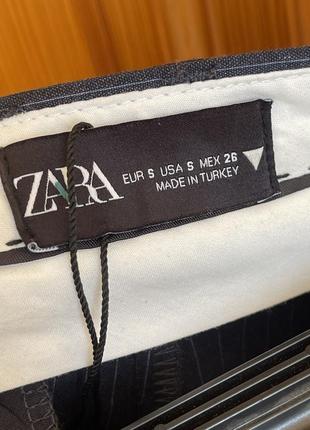 ZARA
EUR S USA S MEX 26
MADE IN TURKEY